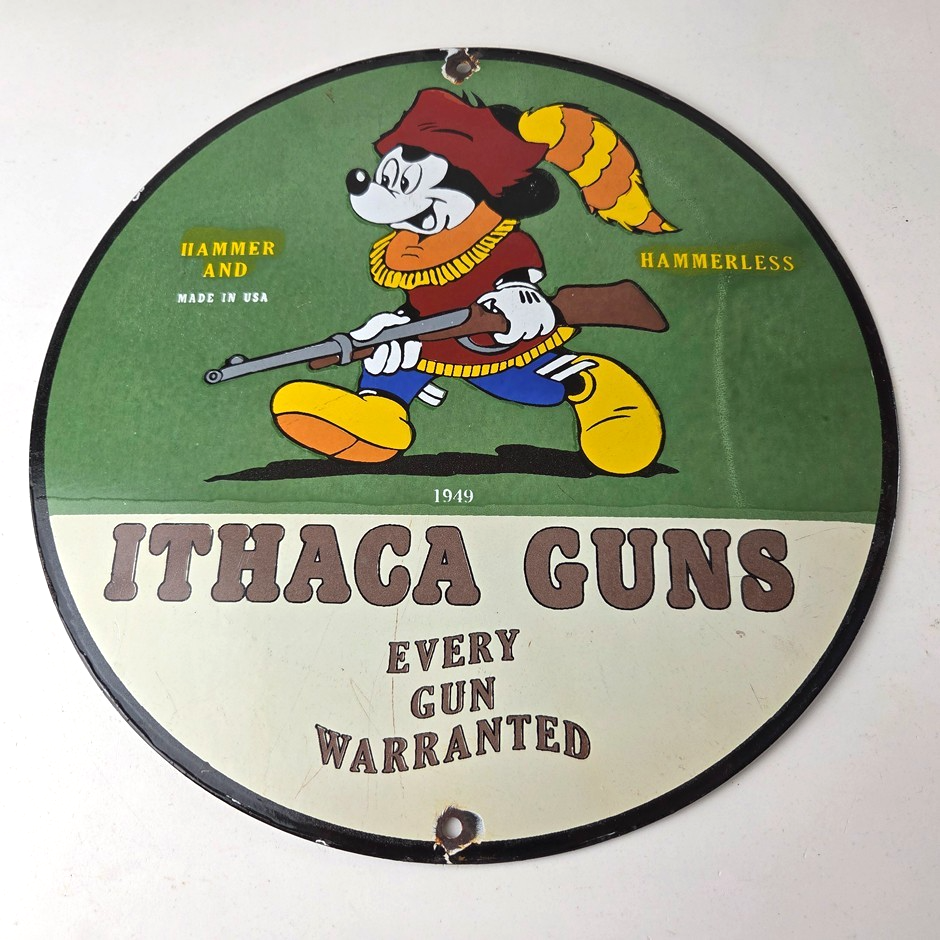 HAMMER
AND
MADE IN USA
HAMMERLESS
1949
ITHACA GUNS
EVERY
GUN
WARRANTED